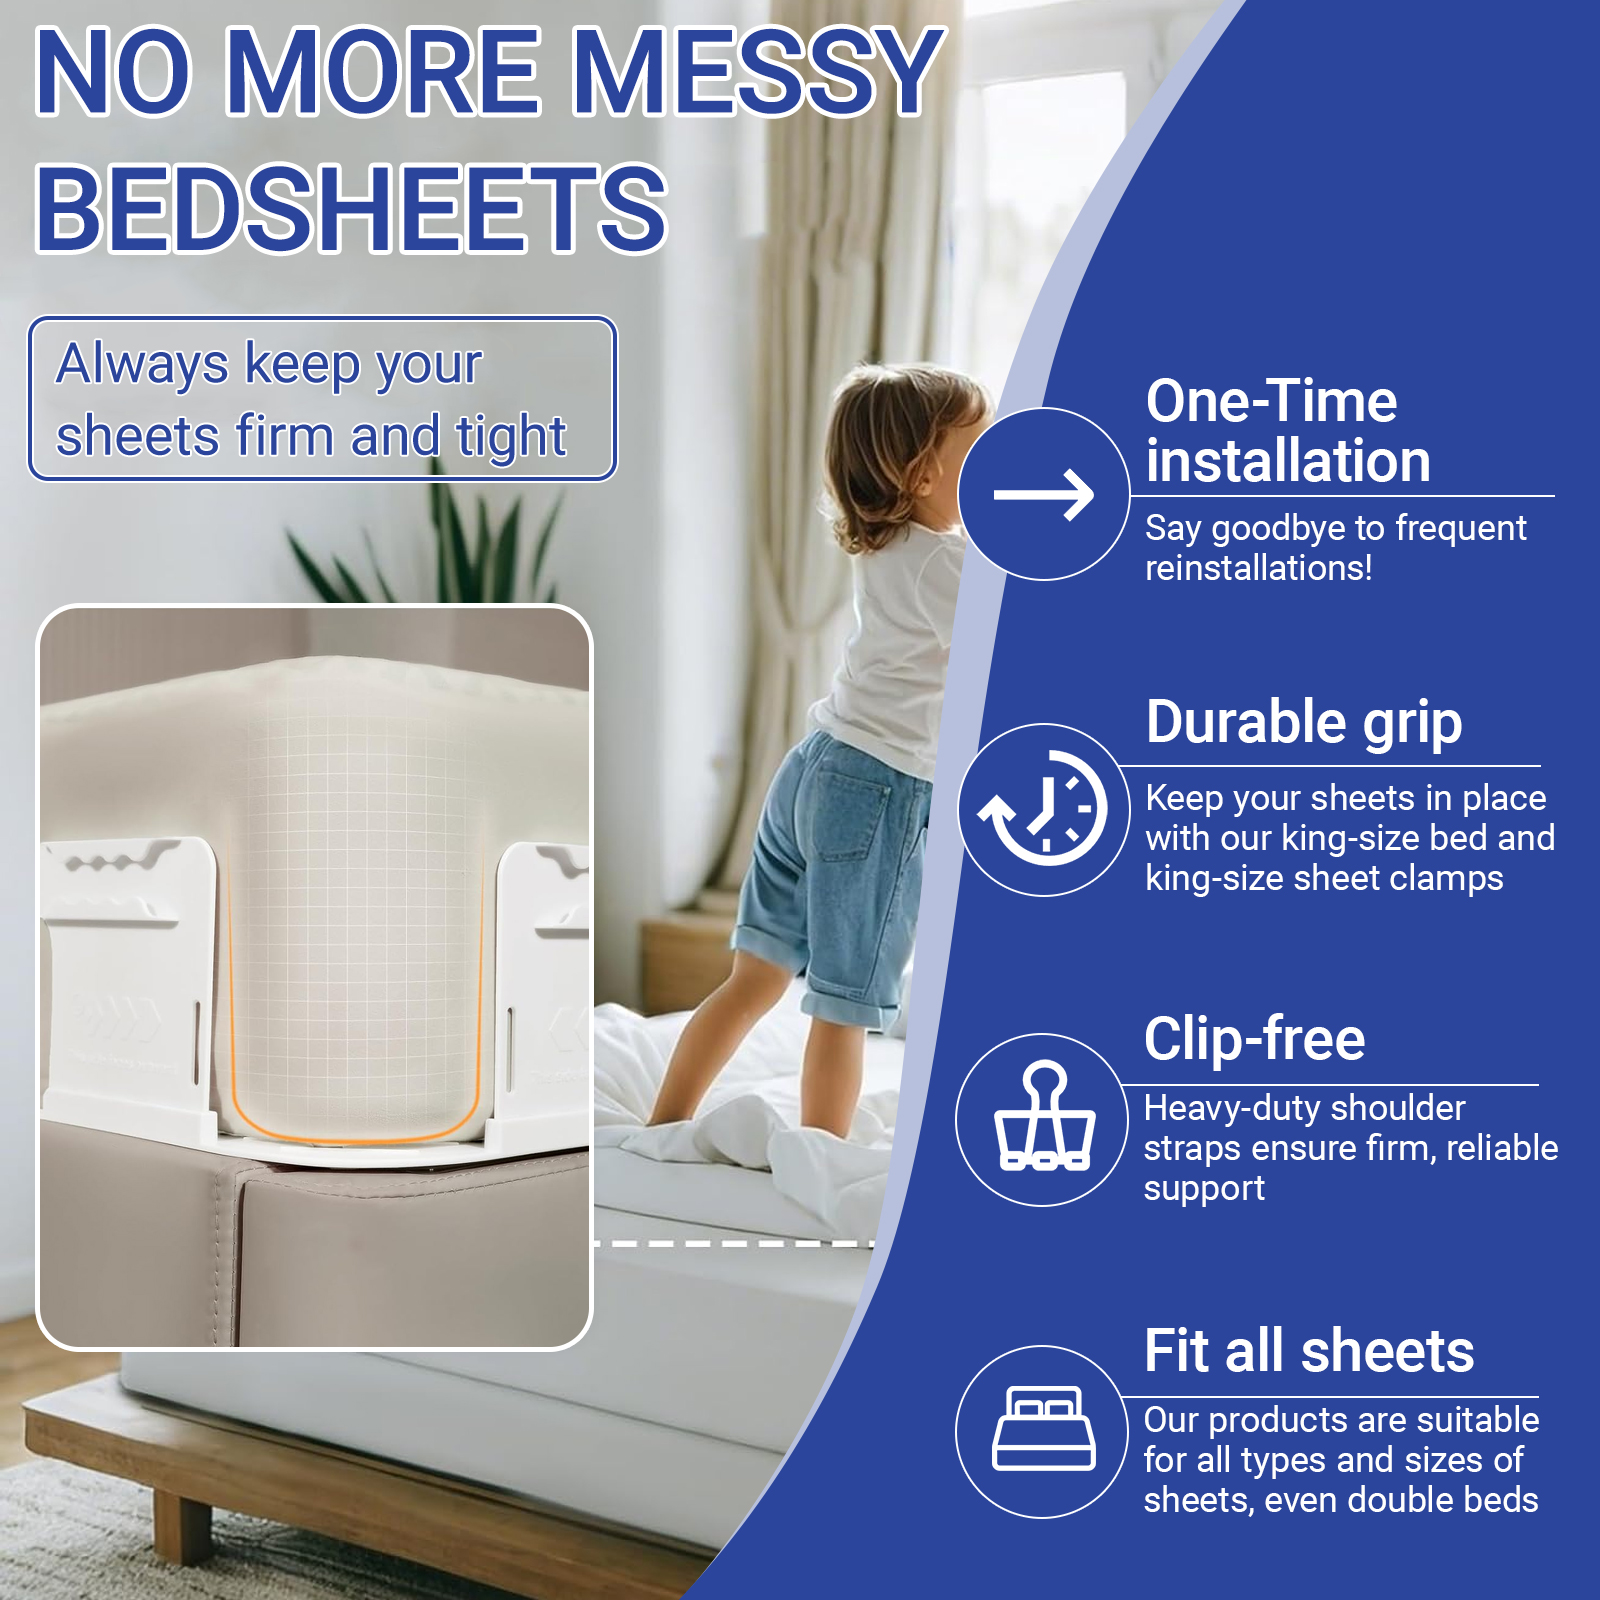 NO MORE MESSY
BEDSHEETS
Always keep your
sheets firm and tight
One-Time
installation
Say goodbye to frequent
reinstallations!
Durable grip
Keep your sheets in place
with our king-size bed and
king-size sheet clamps
Clip-free
Heavy-duty shoulder
straps ensure firm, reliable
support
Fit all sheets
Our products are suitable
for all types and sizes of
sheets, even double beds